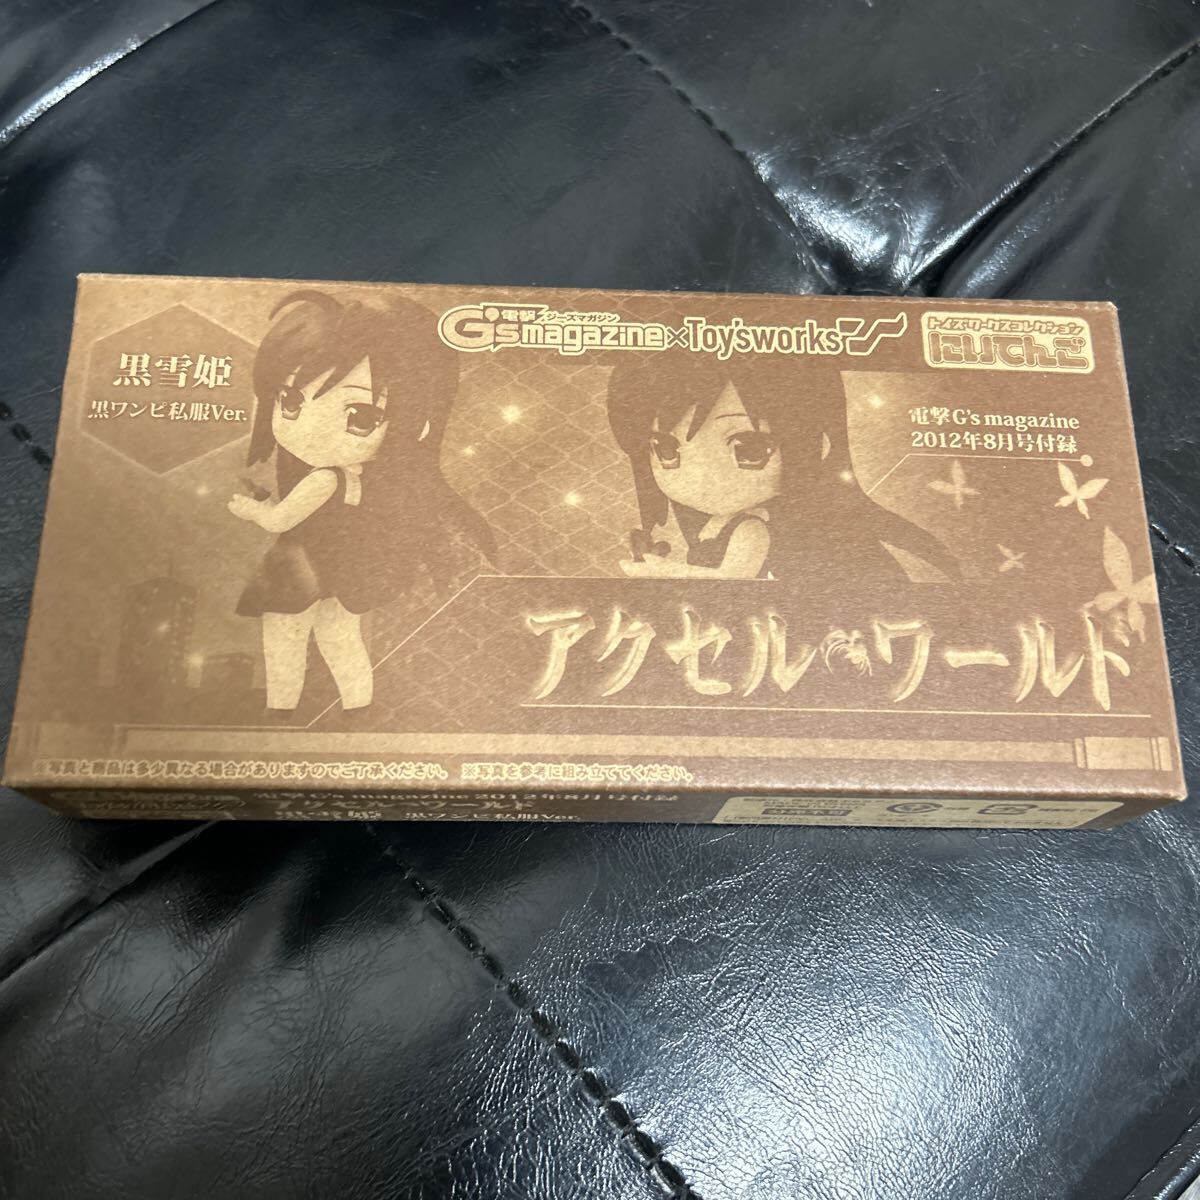 黒雪姫
黒ワンピ私服Ver.
電撃 ジーズマガジン
G's magazine×Toy'sworks
トイズワークスコレクション
にいてんご
電撃G's magazine
2012年8月号付録
アクセル・ワールド
※写真と商品は多少異なる場合がありますのでご了承ください。 ※写真を参考に組み立ててください。
2012年8月号付録
アクセル・ワールド
黒雪姫 黒ワンピ私服Ver.